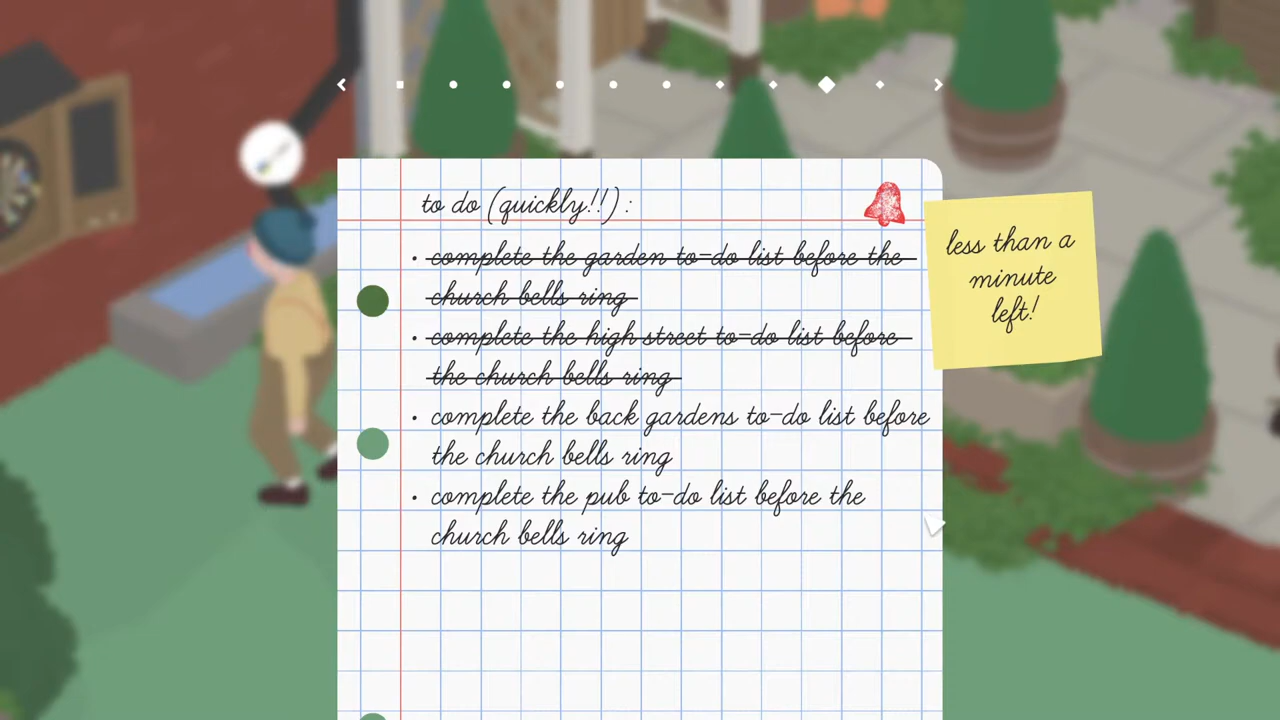 to do (quickly!!) :
• complete the garden to-do list before the
church bells ring
• complete the high street to-do list before
the church bells ring
• complete the back gardens to-do list before
the church bells ring
• complete the pub to-do list before the
church bells ring
less than a
minute
left!